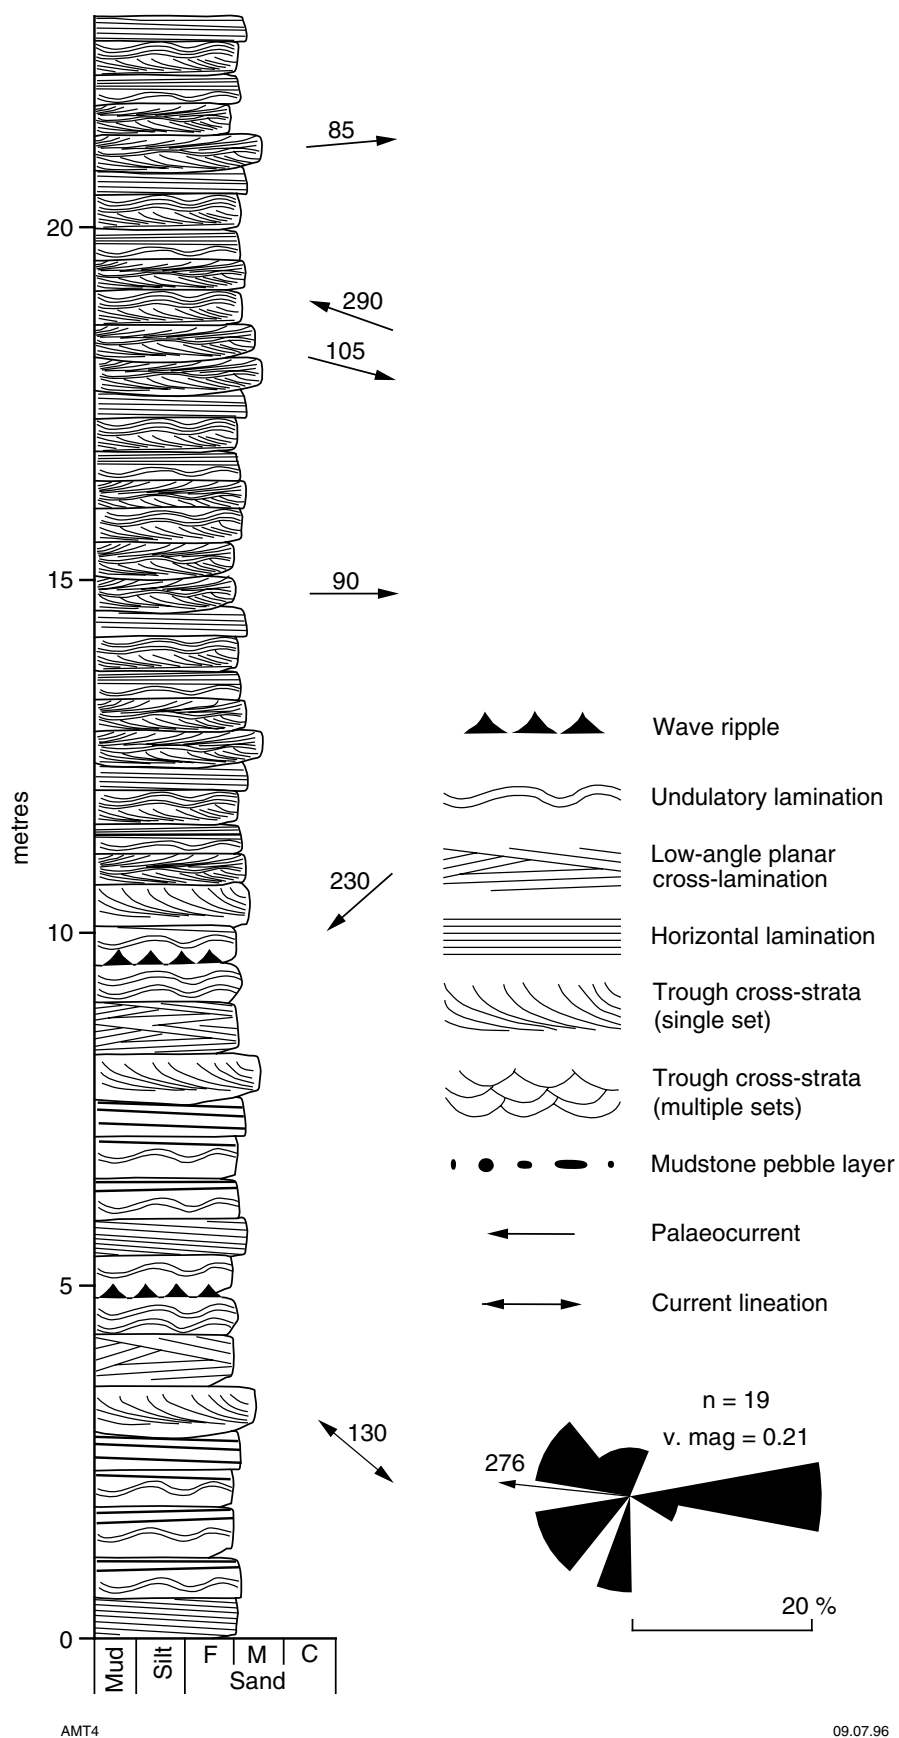 85
20
290
105
15
90
metres
230
10
5
130
0
Mud
Silt
F
M
C
Sand
Wave ripple
Undulatory lamination
Low-angle planar
cross-lamination
Horizontal lamination
Trough cross-strata
(single set)
Trough cross-strata
(multiple sets)
Mudstone pebble layer
Palaeocurrent
Current lineation
n = 19
v. mag = 0.21
276
20 %
AMT4
09.07.96